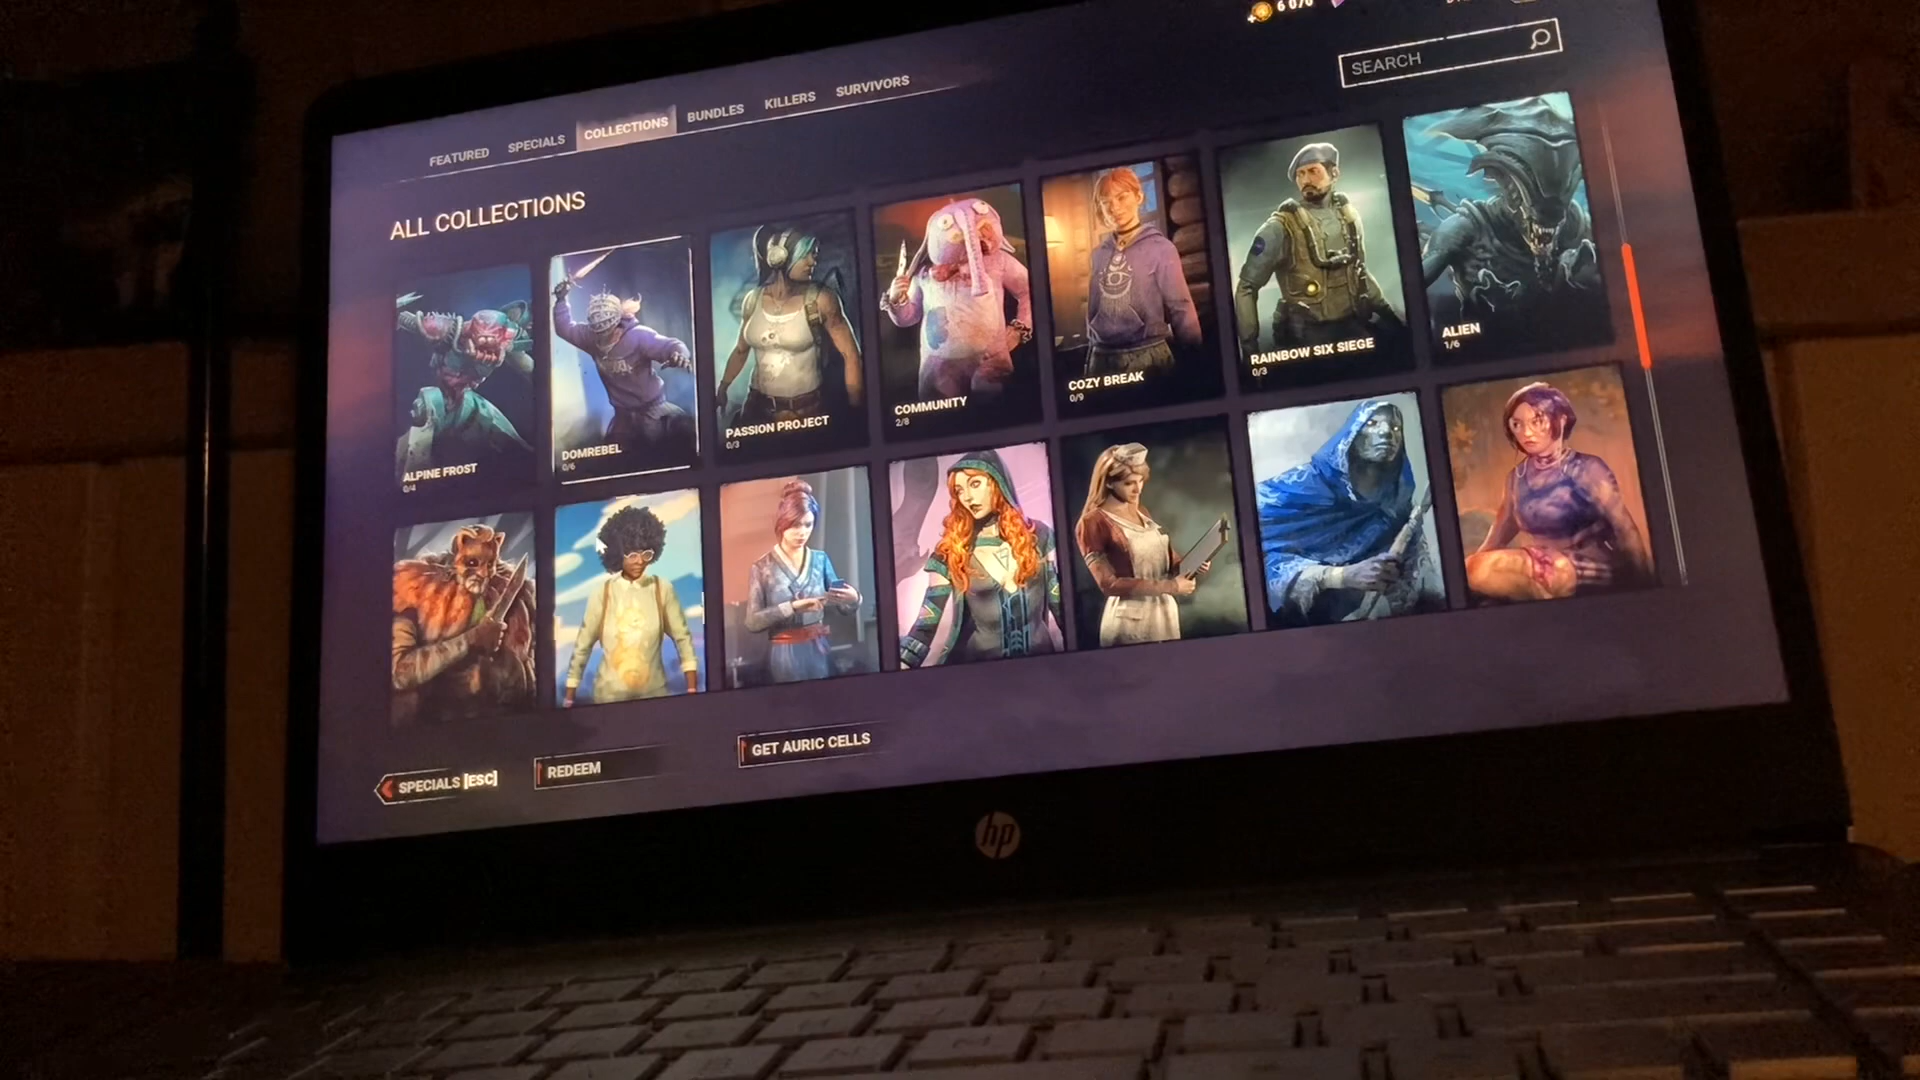 FEATURED
SPECIALS
COLLECTIONS
BUNDLES
KILLERS
SURVIVORS
SEARCH
ALL COLLECTIONS
ALPINE FROST
0/4
DOMREBEL
0/6
PASSION PROJECT
0/3
COMMUNITY
2/8
COZY BREAK
0/9
RAINBOW SIX SIEGE
0/3
ALIEN
1/6
SPECIALS [ESC]
REDEEM
GET AURIC CELLS
hp